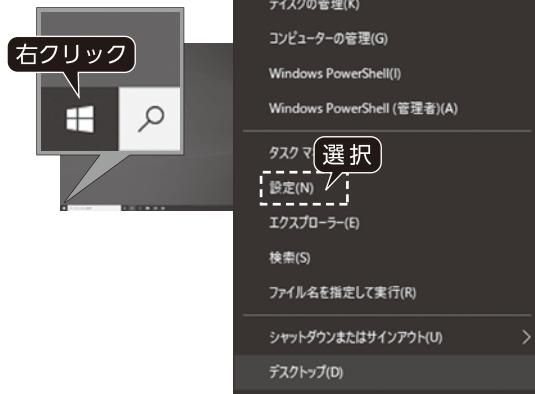 右クリック
ディスクの管理(K)
コンピューターの管理(G)
Windows PowerShell(I)
Windows PowerShell (管理者)(A)
タスク マ
選択
設定(N)
エクスプローラー(E)
検索(S)
ファイル名を指定して実行(R)
シャットダウンまたはサインアウト(U)
デスクトップ(D)